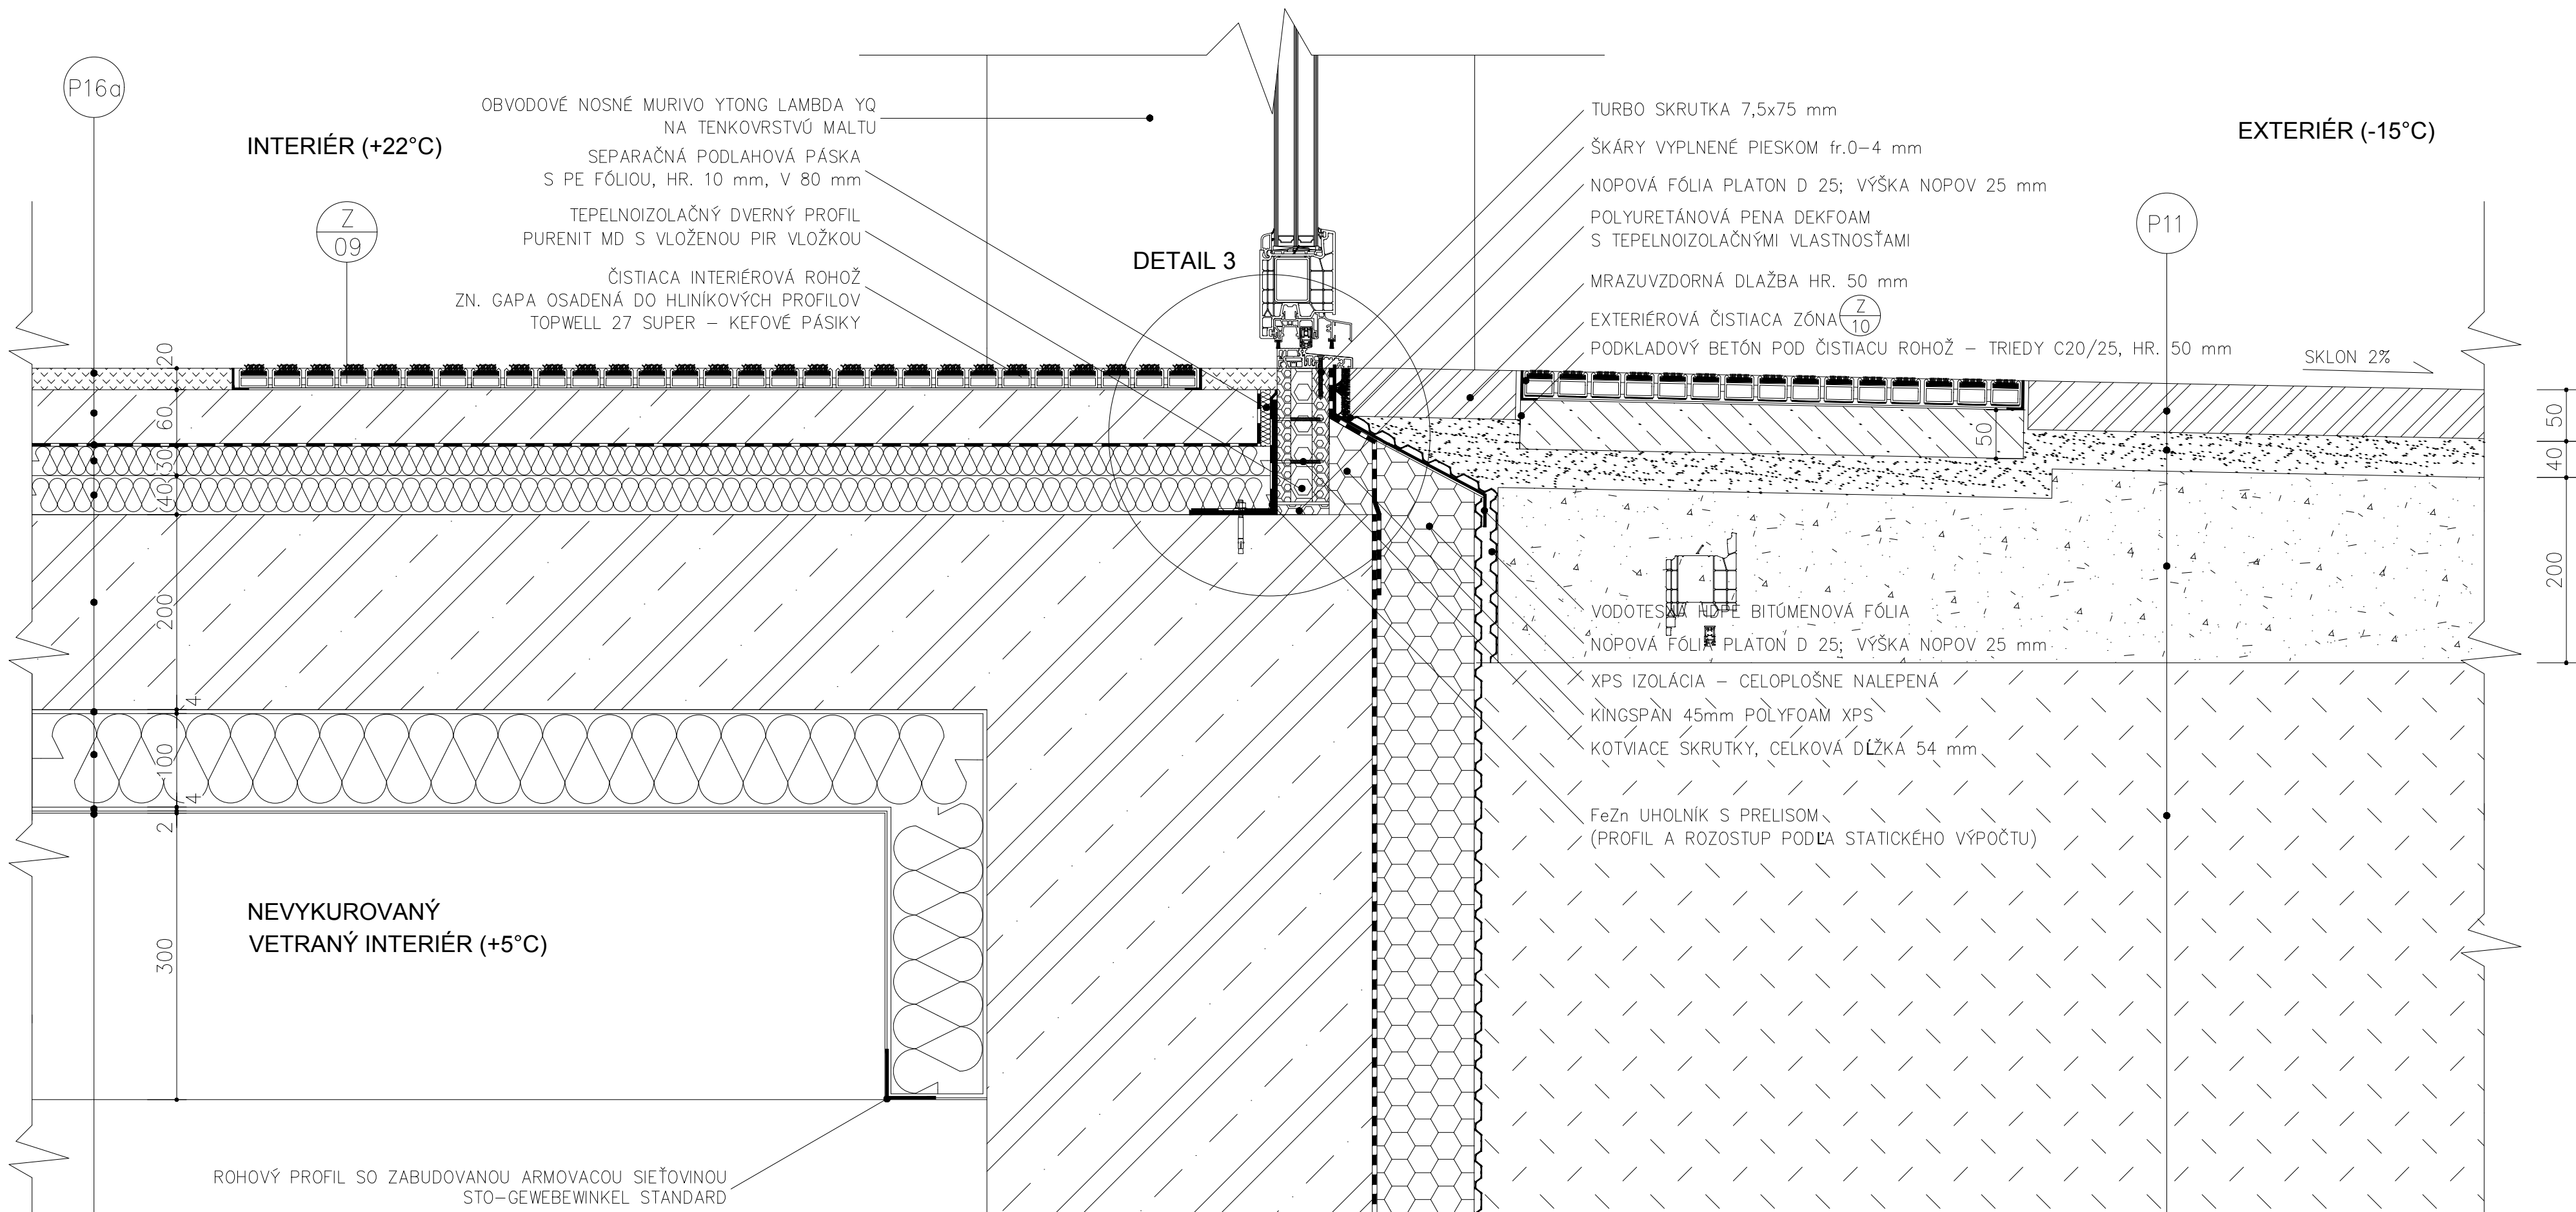 P16a
INTERIÉR (+22°C)
Z
09
OBVODOVÉ NOSNÉ MURIVO YTONG LAMBDA YQ
NA TENKOVRSTVÚ MALTU
SEPARAČNÁ PODLAHOVÁ PÁSKA
S PE FÓLIOU, HR. 10 mm, V 80 mm
TEPELNOIZOLAČNÝ DVERNÝ PROFIL
PURENIT MD S VLOŽENOU PIR VLOŽKOU
ČISTIACA INTERIÉROVÁ ROHOŽ
ZN. GAPA OSADENÁ DO HLINÍKOVÝCH PROFILOV
TOPWELL 27 SUPER – KEFOVÉ PÁSIKY
DETAIL 3
TURBO SKRUTKA 7,5x75 mm
ŠKÁRY VYPLNENÉ PIESKOM fr.0–4 mm
NOPOVÁ FÓLIA PLATON D 25; VÝŠKA NOPOV 25 mm
POLYURETÁNOVÁ PENA DEKFOAM
S TEPELNOIZOLAČNÝMI VLASTNOSŤAMI
MRAZUVZDORNÁ DLAŽBA HR. 50 mm
EXTERIÉROVÁ ČISTIACA ZÓNA
Z
10
PODKLADOVÝ BETÓN POD ČISTIACU ROHOŽ – TRIEDY C20/25, HR. 50 mm
EXTERIÉR (-15°C)
P11
SKLON 2%
20
60
30
40
200
4
100
4
2
300
50
50
40
200
VODOTESNÁ HDPE BITÚMENOVÁ FÓLIA
NOPOVÁ FÓLIA PLATON D 25; VÝŠKA NOPOV 25 mm
XPS IZOLÁCIA – CELOPLOŠNE NALEPENÁ
KINGSPAN 45mm POLYFOAM XPS
KOTVIACE SKRUTKY, CELKOVÁ DĹŽKA 54 mm
FeZn UHOLNÍK S PRELISOM
(PROFIL A ROZOSTUP PODĽA STATICKÉHO VÝPOČTU)
NEVYKUROVANÝ
VETRANÝ INTERIÉR (+5°C)
ROHOVÝ PROFIL SO ZABUDOVANOU ARMOVACOU SIEŤOVINOU
STO–GEWEBEWINKEL STANDARD